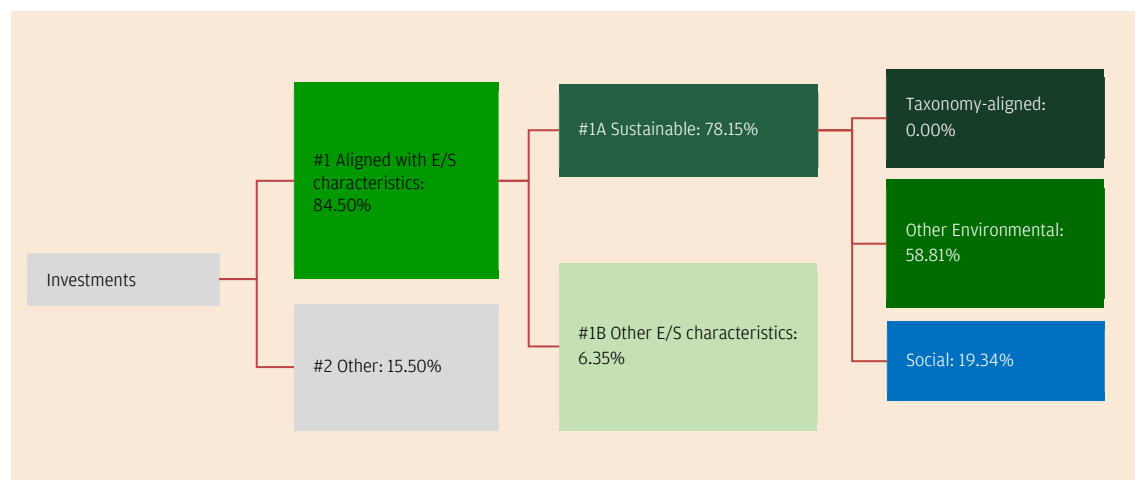 Investments
#1 Aligned with E/S
characteristics:
84.50%
#2 Other: 15.50%
#1A Sustainable: 78.15%
#1B Other E/S characteristics:
6.35%
Taxonomy-aligned:
0.00%
Other Environmental:
58.81%
Social: 19.34%